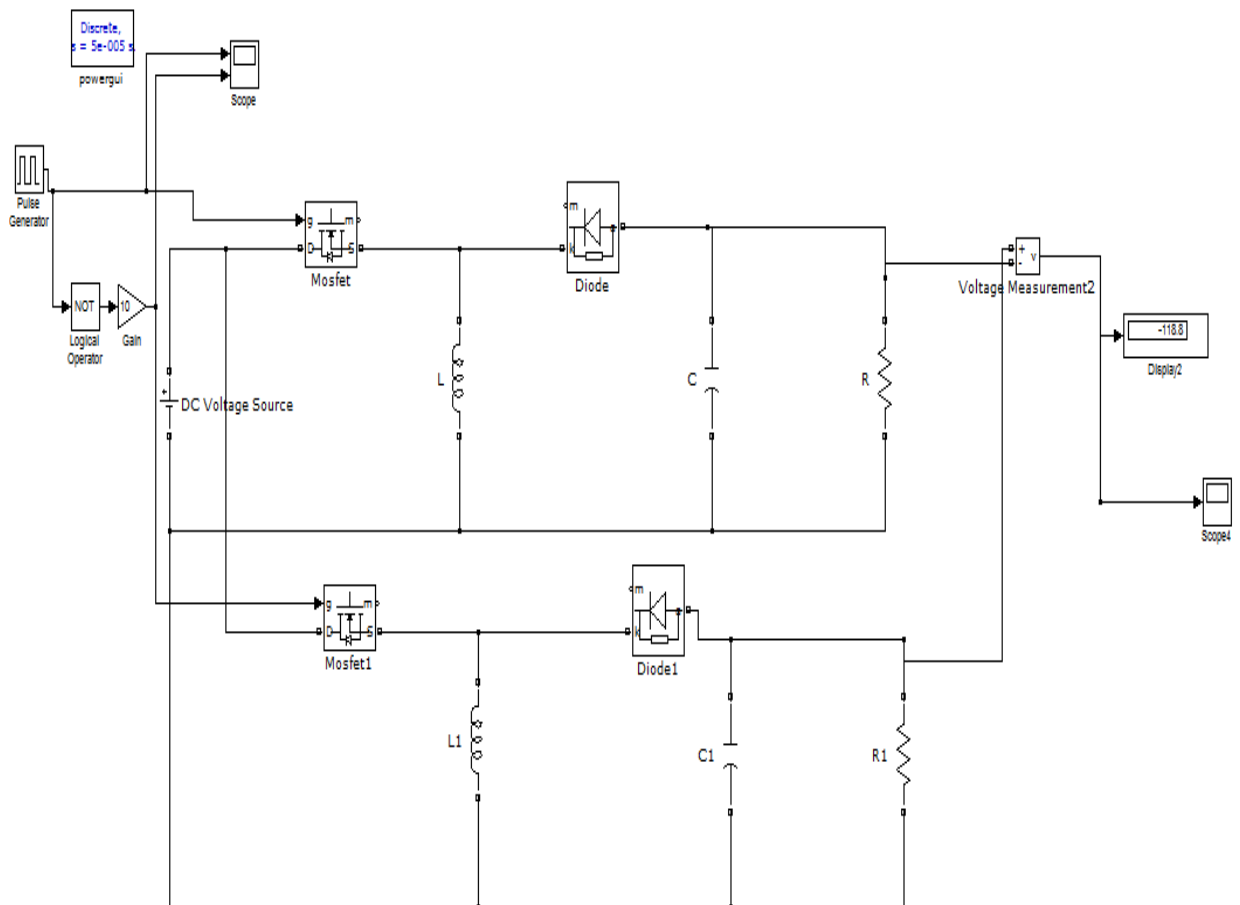 Discrete,
s = 5e-005 s.
powergui
Scope
Pulse
Generator
g
m
D
S
Mosfet
m
k
a
Diode
+
-
v
Voltage Measurement2
NOT
Logical
Operator
10
Gain
-118.8
Display2
+
DC Voltage Source
L
C
R
Scope4
g
m
D
S
Mosfet1
m
k
a
Diode1
L1
C1
R1